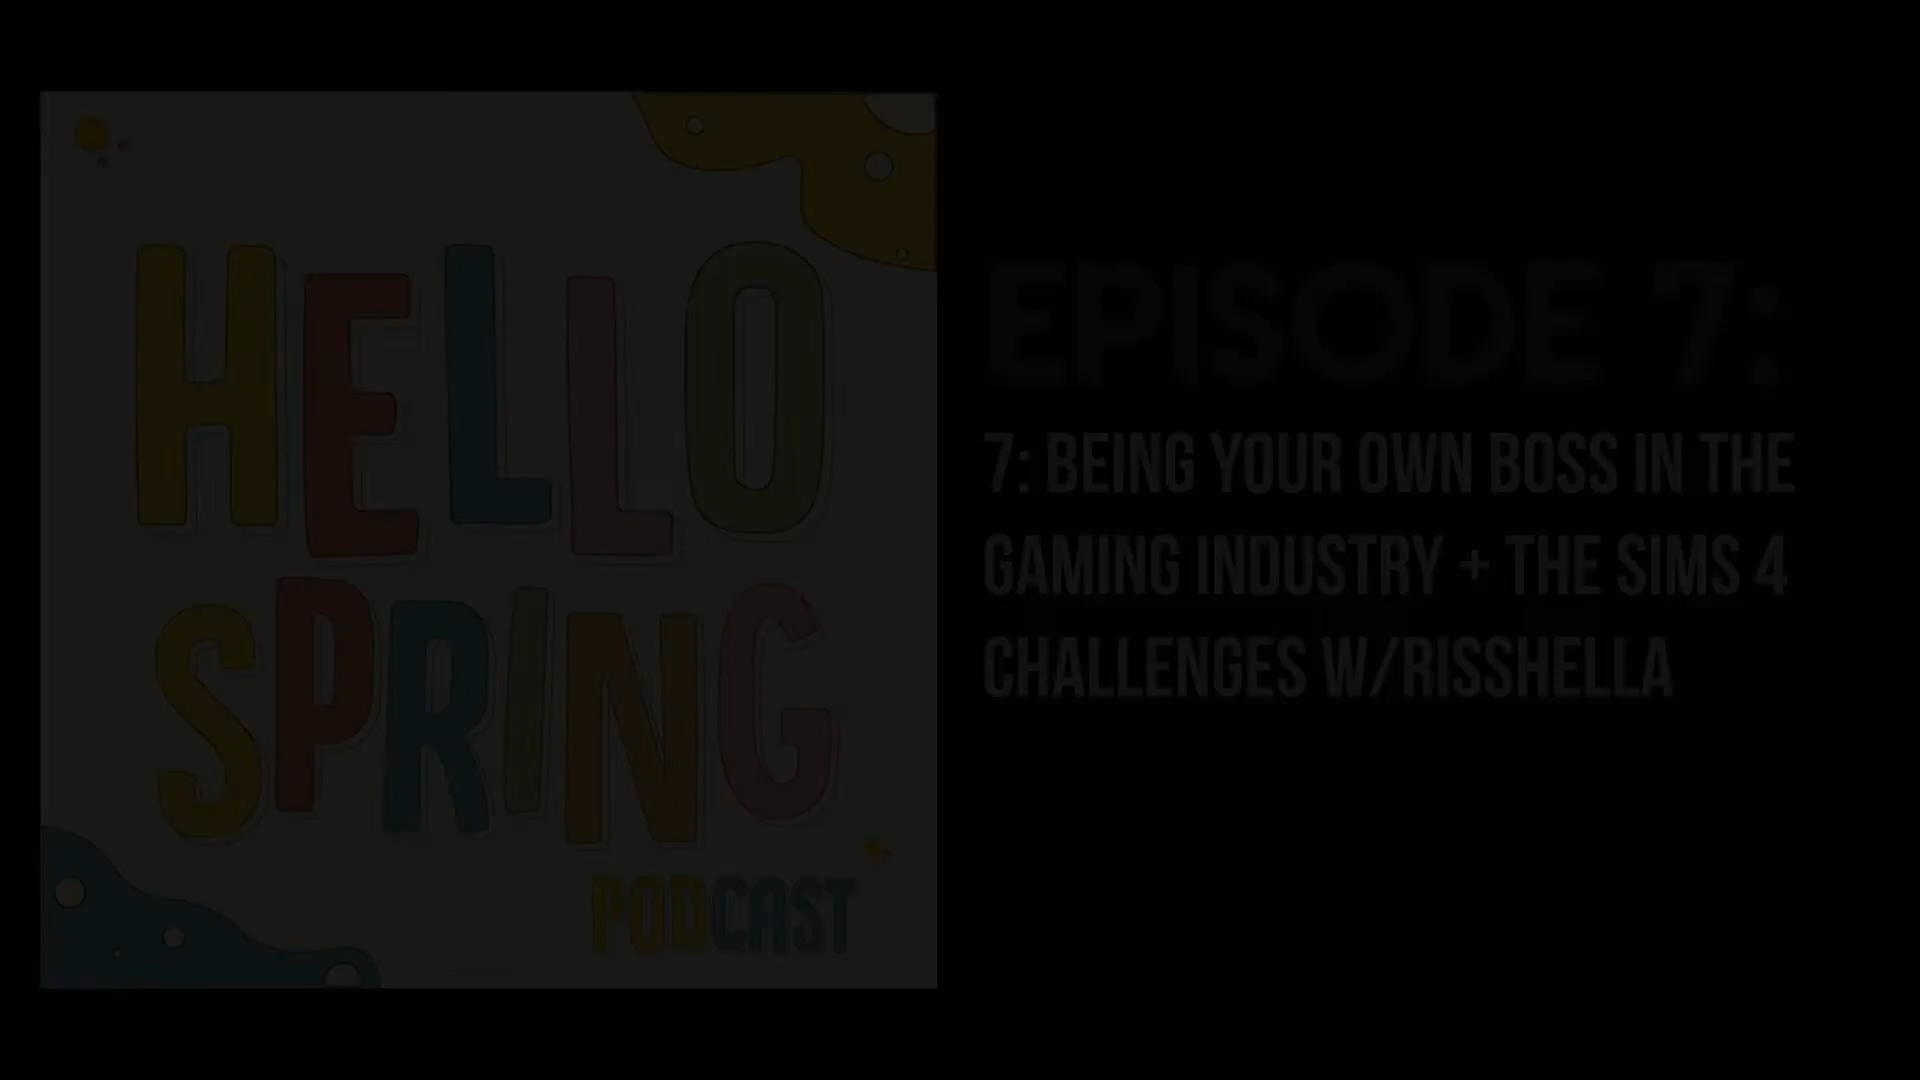 HELLO
SPRING
PODCAST
EPISODE 7:
7: BEING YOUR OWN BOSS IN THE
GAMING INDUSTRY + THE SIMS 4
CHALLENGES W/RISSHELLA